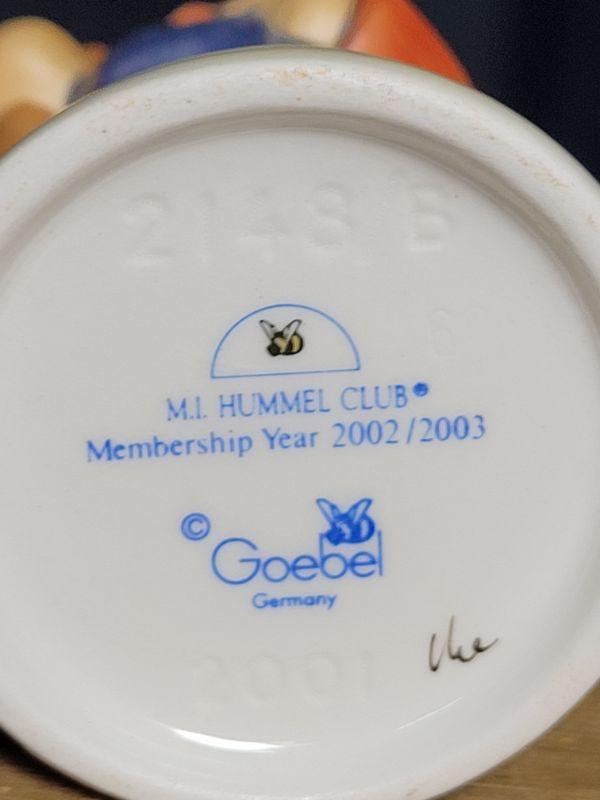 2148/B
M.I. HUMMEL CLUB®
Membership Year 2002/2003
© Goebel
Germany
2001